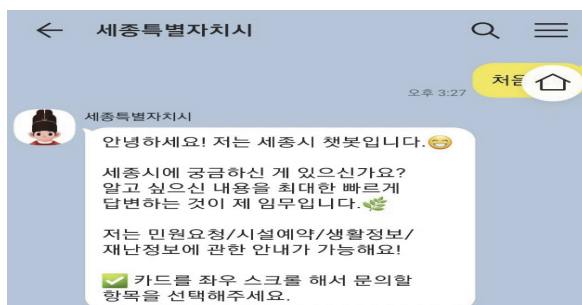 세종특별자치시
처음
오후 3:27
세종특별자치시
안녕하세요! 저는 세종시 챗봇입니다.😁
세종시에 궁금하신 게 있으신가요?
알고 싶으신 내용을 최대한 빠르게
답변하는 것이 제 임무입니다.🌿
저는 민원요청/시설예약/생활정보/
재난정보에 관한 안내가 가능해요!
✅ 카드를 좌우 스크롤 해서 문의할
항목을 선택해주세요.